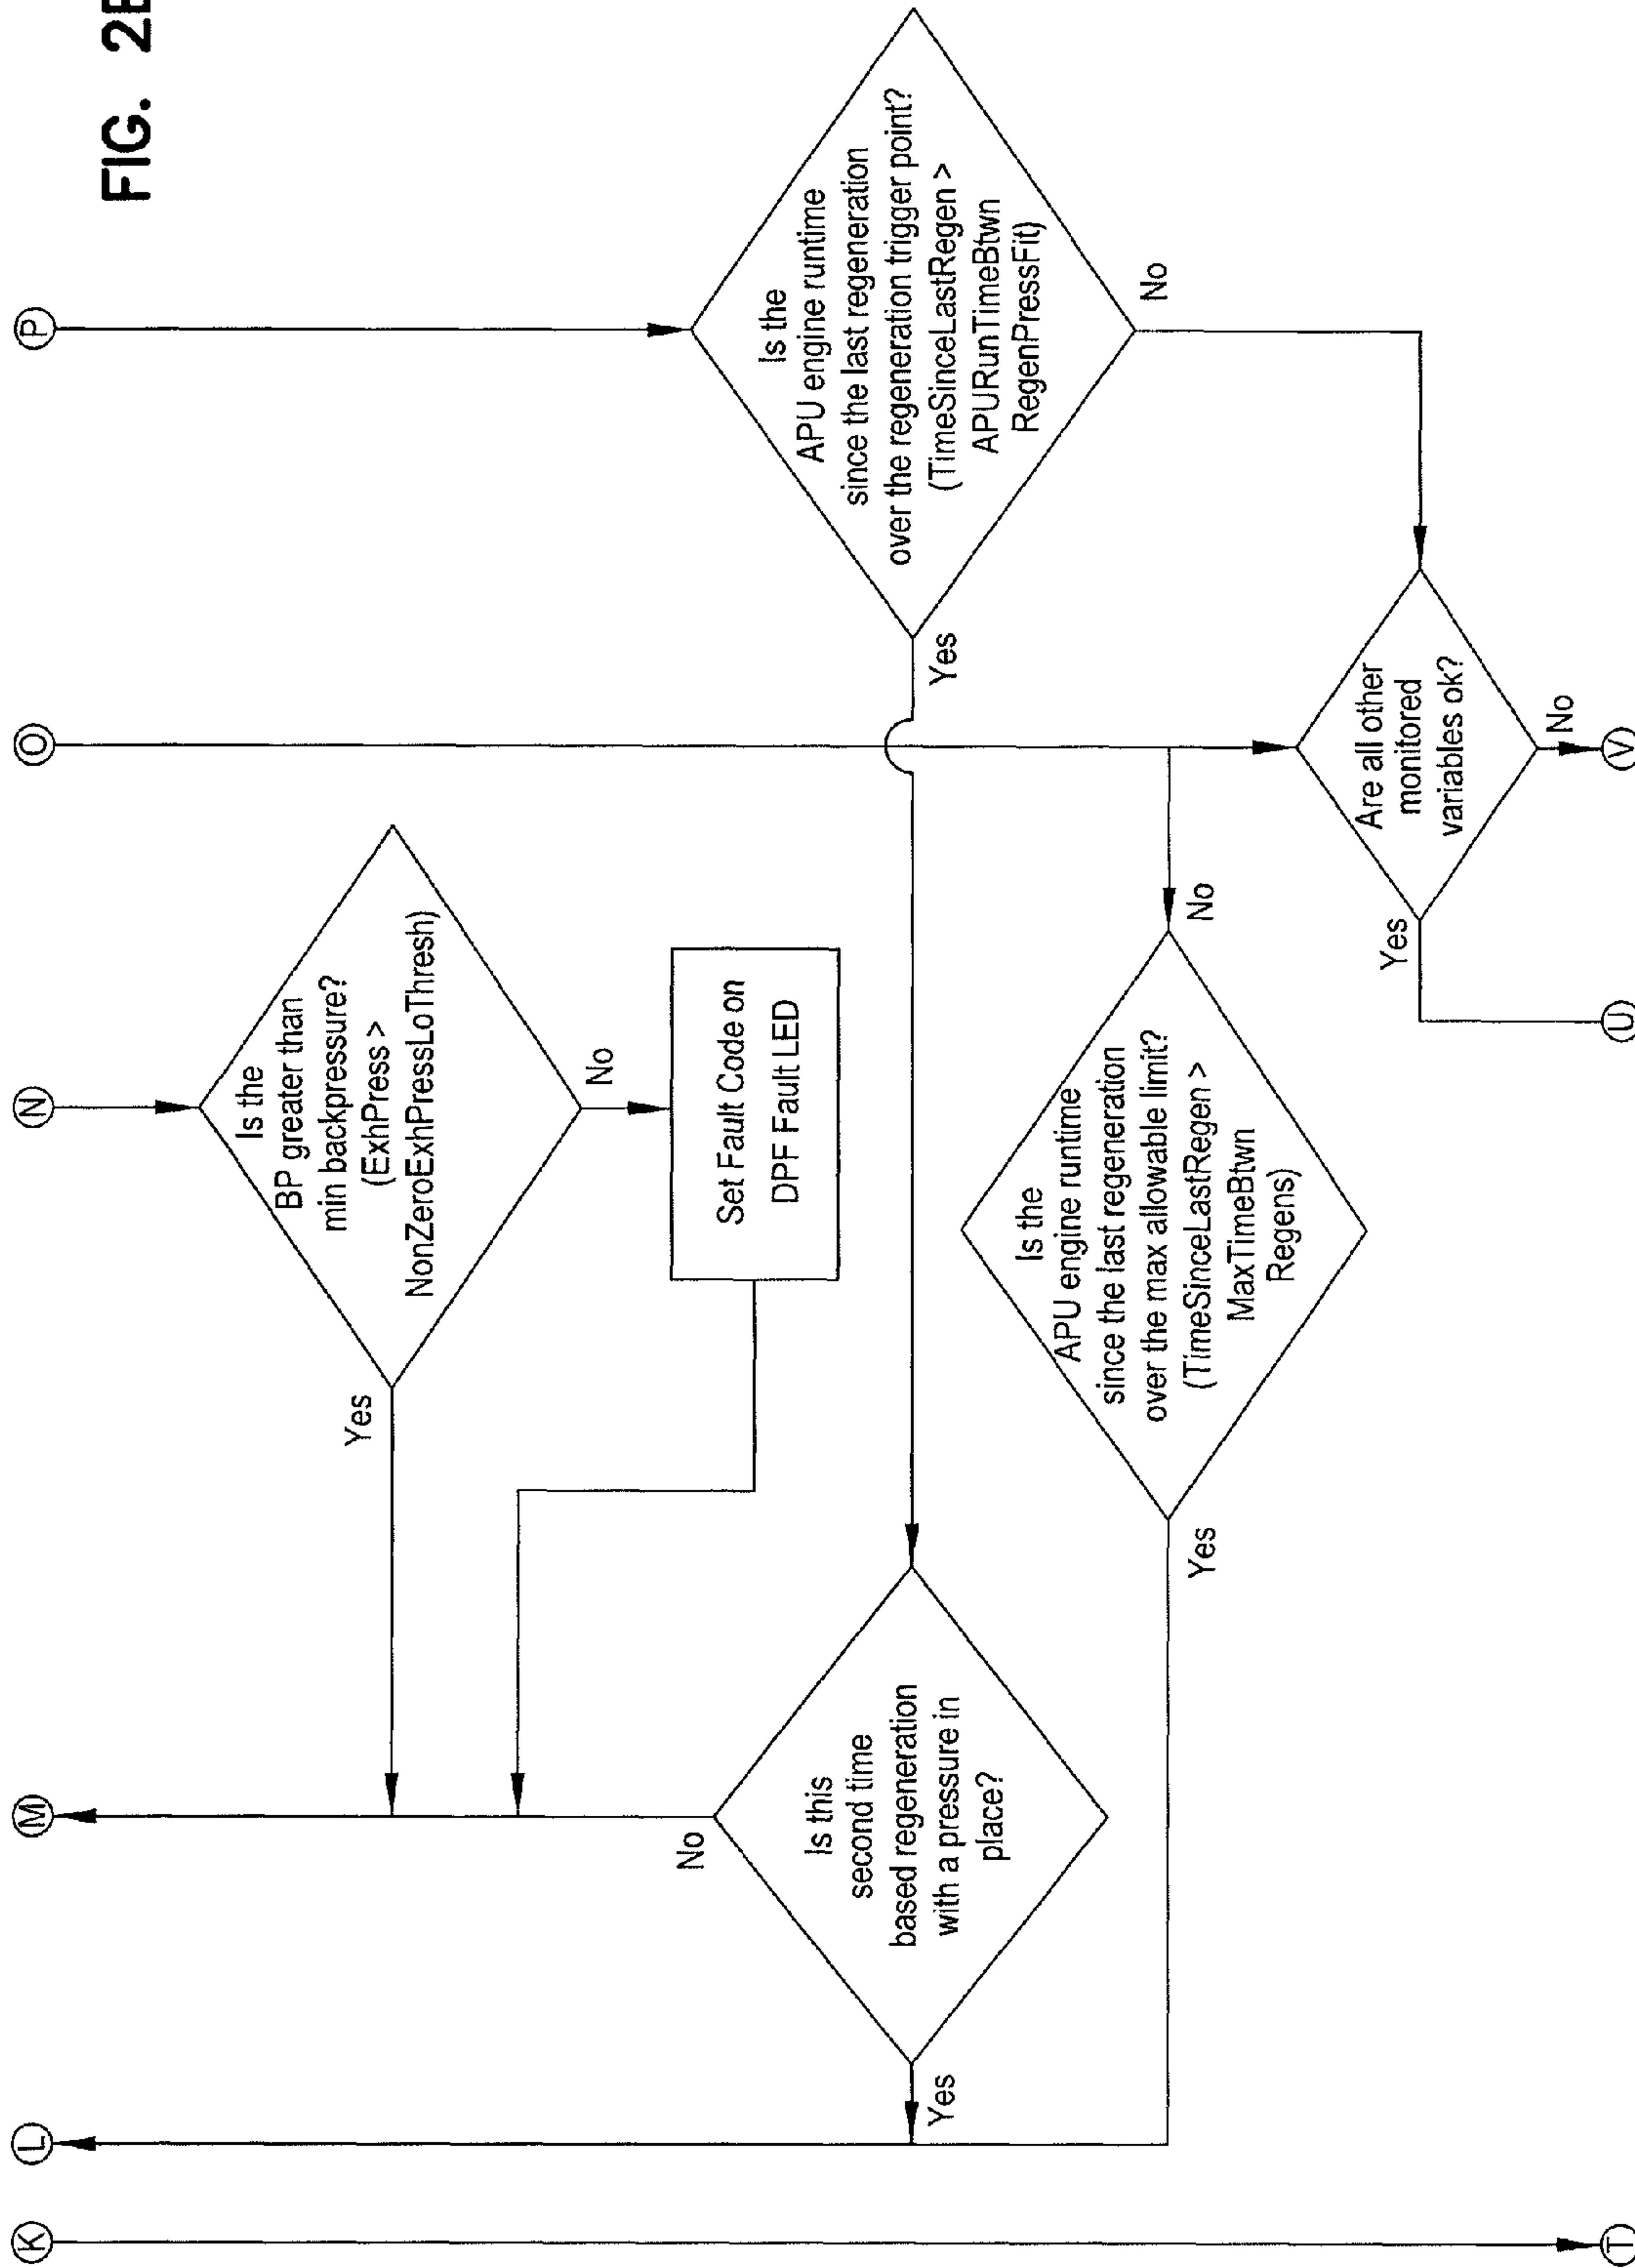 FIG. 2E
K
L
M
N
O
P
Is the
BP greater than
min backpressure?
(ExhPress >
NonZeroExhPressLoThresh)
Yes
No
Set Fault Code on
DPF Fault LED
Is the
APU engine runtime
since the last regeneration
over the regeneration trigger point?
(TimeSinceLastRegen >
APURunTimeBtwn
RegenPressFit)
Yes
No
No
Is this
second time
based regeneration
with a pressure in
place?
Yes
Is the
APU engine runtime
since the last regeneration
over the max allowable limit?
(TimeSinceLastRegen >
MaxTimeBtwn
Regens)
Yes
No
Are all other
monitored
variables ok?
Yes
No
T
U
V